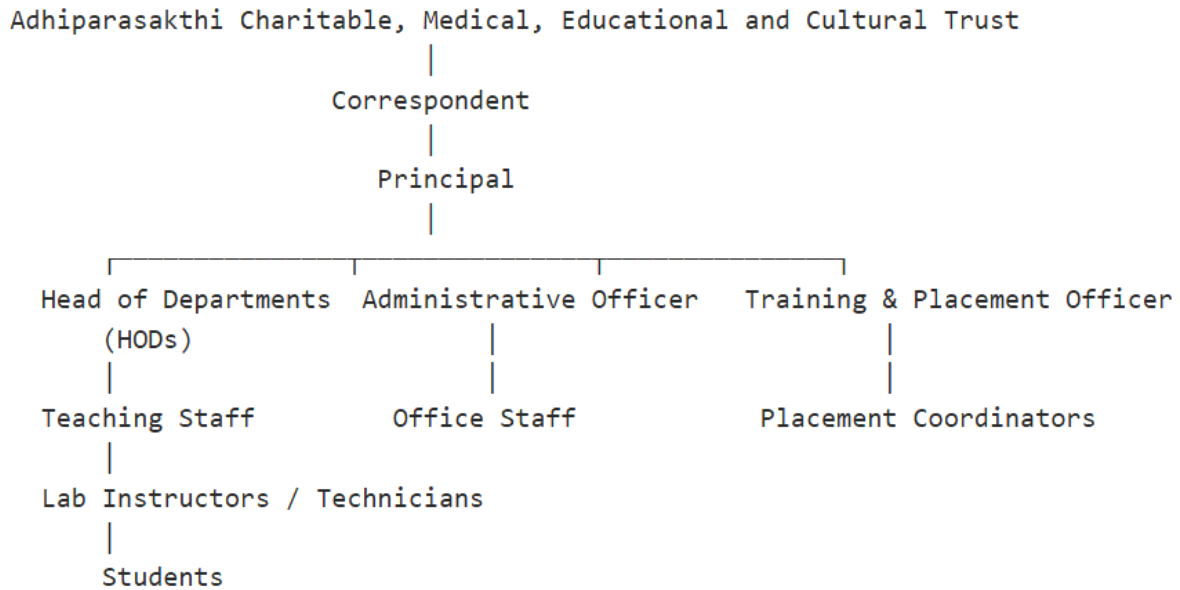 Adhiparasakthi Charitable, Medical, Educational and Cultural Trust
Correspondent
Principal
Head of Departments Administrative Officer Training & Placement Officer
(HODs)
Teaching Staff Office Staff Placement Coordinators
Lab Instructors / Technicians
Students